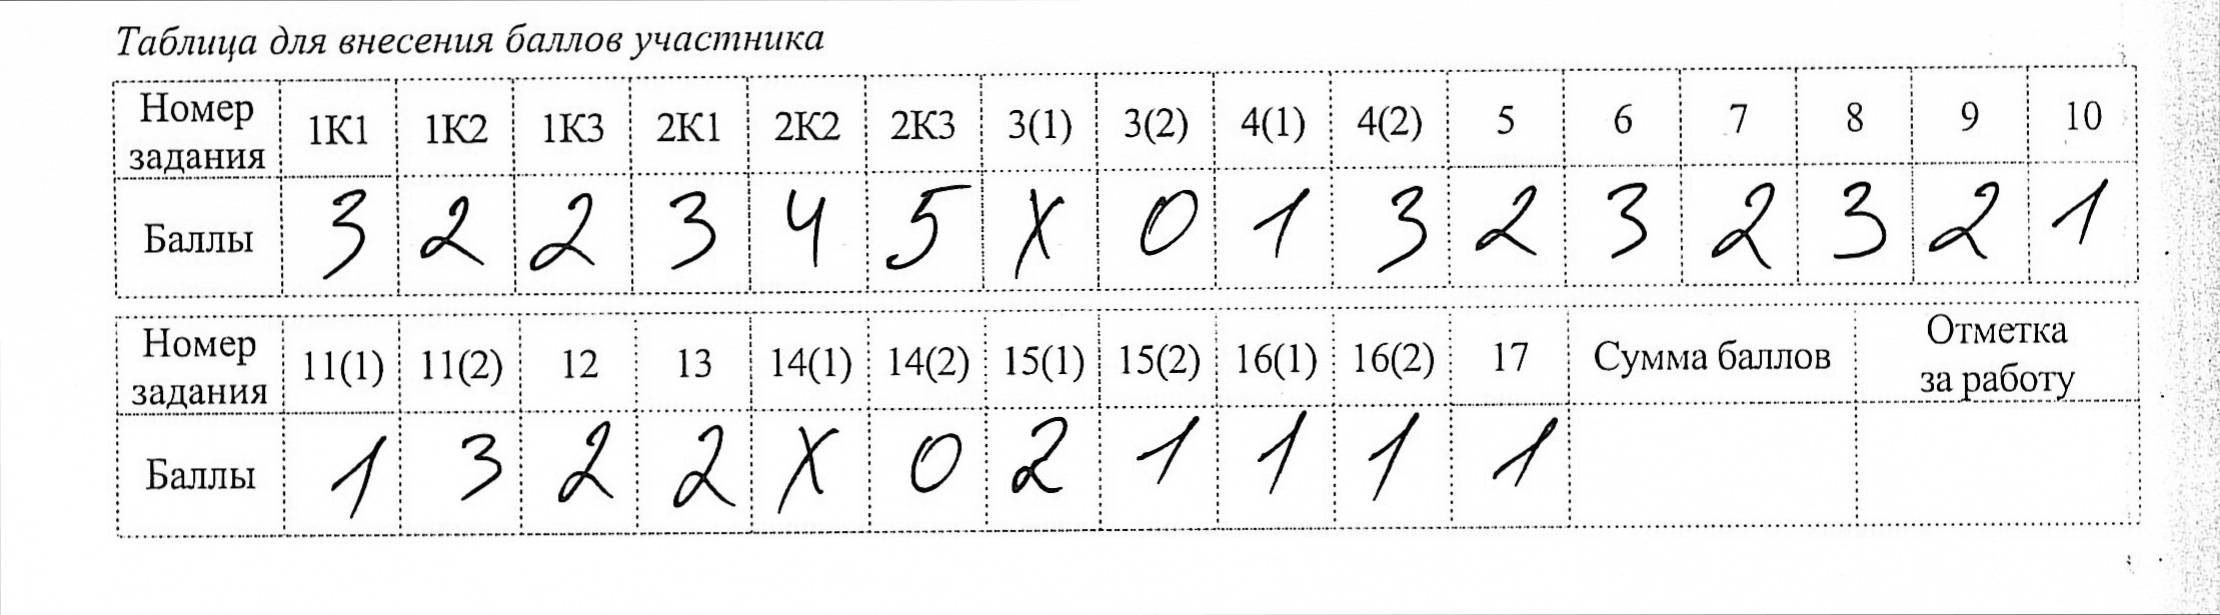 Таблица для внесения баллов участника
Номер задания 1К1 1К2 1К3 2К1 2К2 2К3 3(1) 3(2) 4(1) 4(2) 5 6 7 8 9 10
Баллы 3 2 2 3 4 5 X 0 1 3 2 3 2 3 2 1
Номер задания 11(1) 11(2) 12 13 14(1) 14(2) 15(1) 15(2) 16(1) 16(2) 17 Сумма баллов Отметка за работу
Баллы 1 3 2 2 X 0 2 1 1 1 1